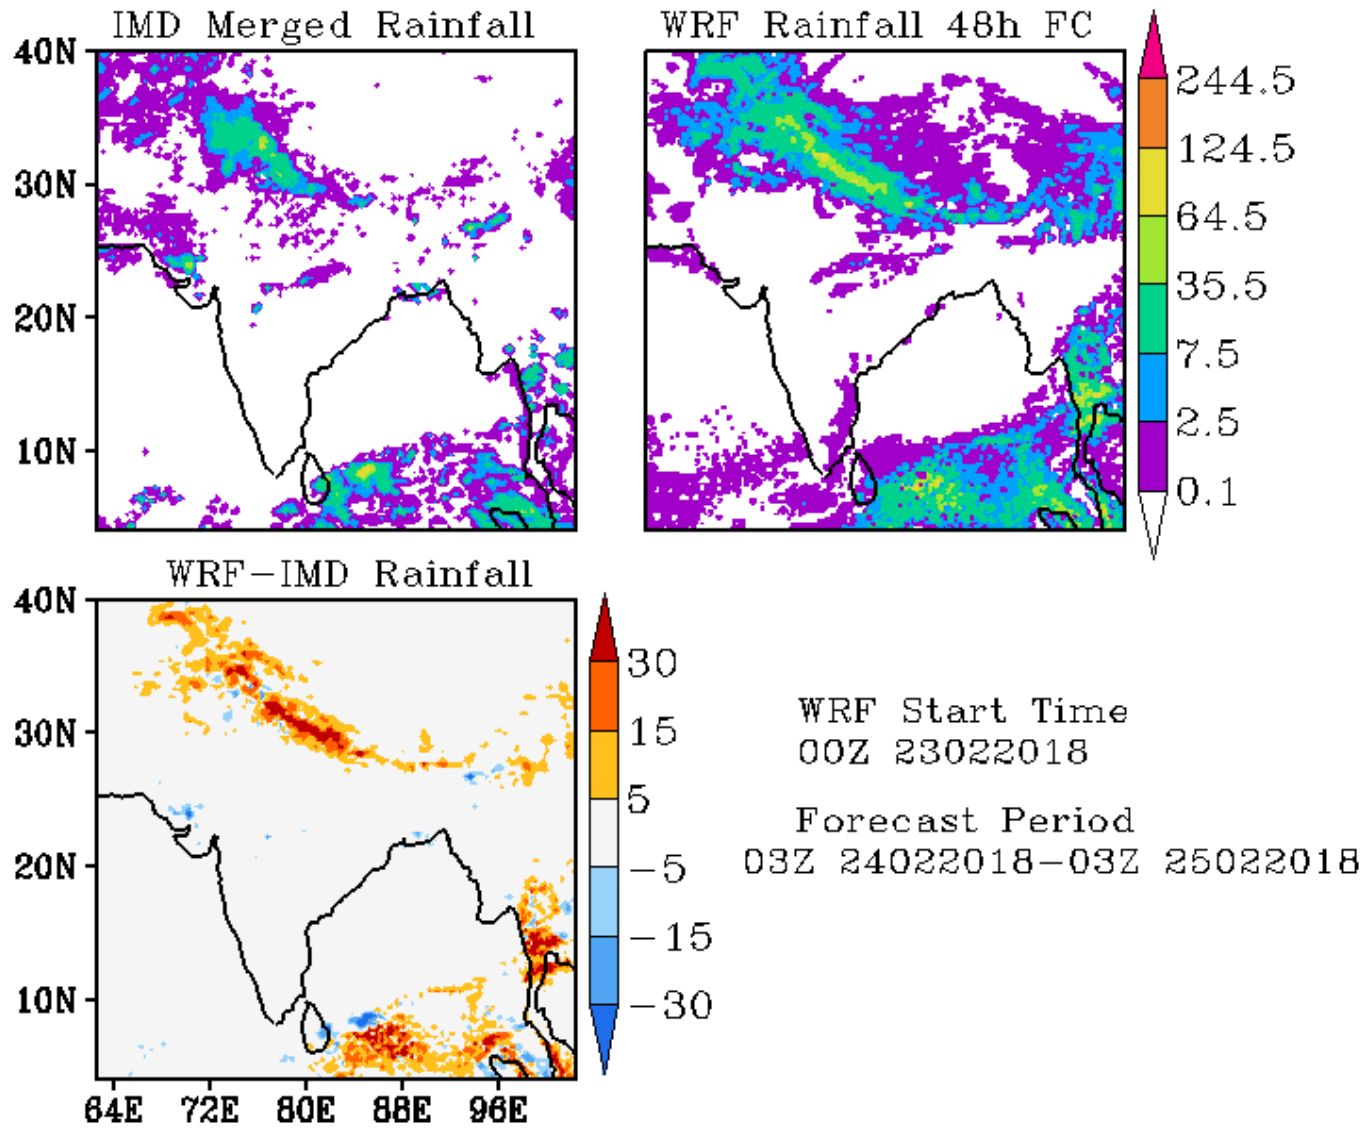 IMD Merged Rainfall
WRF Rainfall 48h FC
40N
30N
20N
10N
244.5
124.5
64.5
35.5
7.5
2.5
0.1
WRF-IMD Rainfall
40N
30N
20N
10N
64E 72E 80E 88E 96E
30
15
5
-5
-15
-30
WRF Start Time
00Z 23022018
Forecast Period
03Z 24022018-03Z 25022018